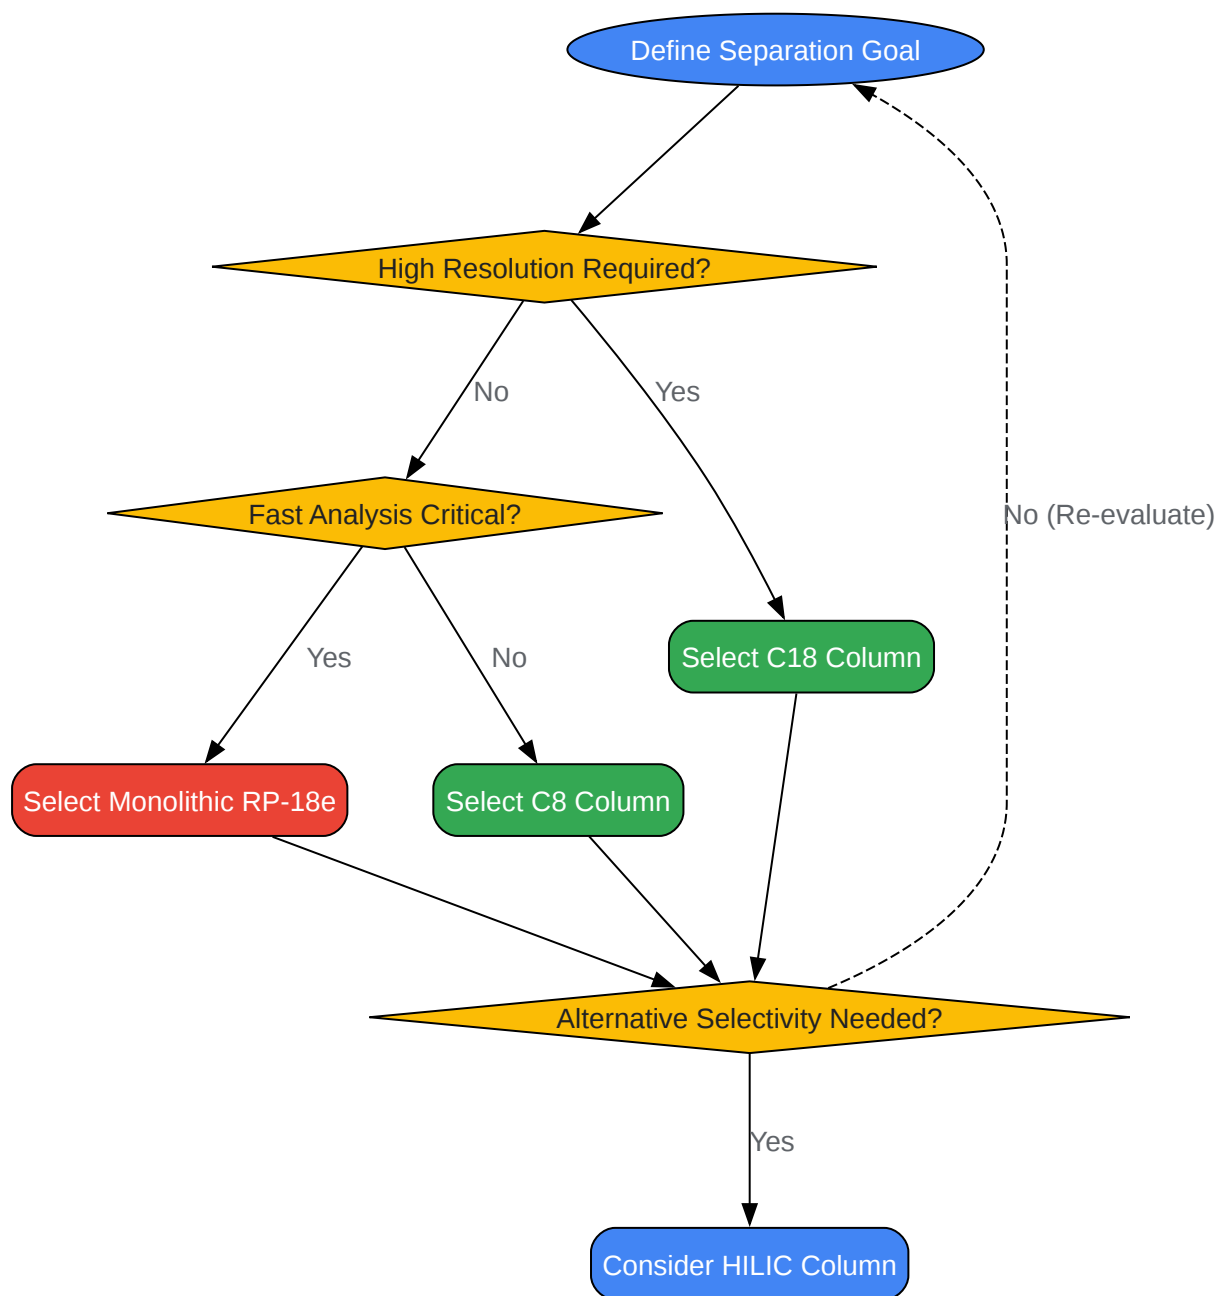 Define Separation Goal
High Resolution Required?
No
Yes
Fast Analysis Critical?
No (Re-evaluate)
Yes
No
Select C18 Column
Select Monolithic RP-18e
Select C8 Column
Alternative Selectivity Needed?
Yes
Consider HILIC Column